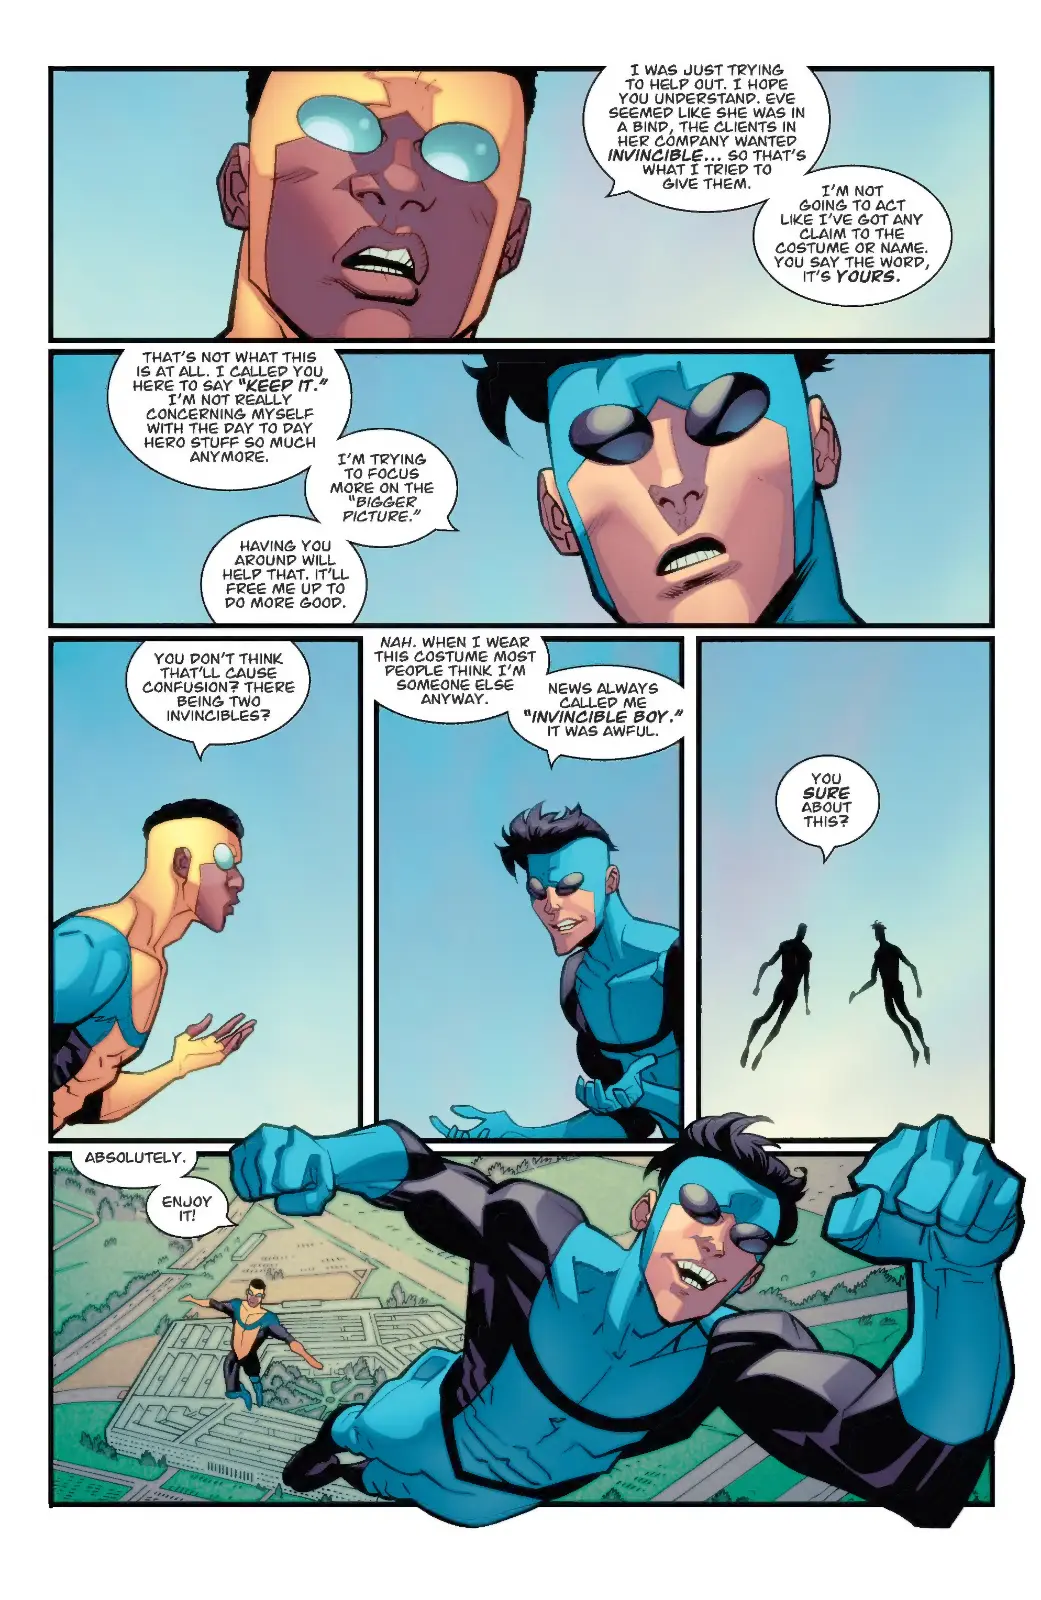 I WAS JUST TRYING
TO HELP OUT. I HOPE
YOU UNDERSTAND. EVE
SEEMED LIKE SHE WAS IN
A BIND, THE CLIENTS IN
HER COMPANY WANTED
INVINCIBLE... SO THAT'S
WHAT I TRIED TO
GIVE THEM.
I'M NOT
GOING TO ACT
LIKE I'VE GOT ANY
CLAIM TO THE
COSTUME OR NAME.
YOU SAY THE WORD,
IT'S YOURS.
THAT'S NOT WHAT THIS
IS AT ALL. I CALLED YOU
HERE TO SAY "KEEP IT."
I'M NOT REALLY
CONCERNING MYSELF
WITH THE DAY TO DAY
HERO STUFF SO MUCH
ANYMORE.
I'M TRYING
TO FOCUS
MORE ON THE
"BIGGER
PICTURE."
HAVING YOU
AROUND WILL
HELP THAT. IT'LL
FREE ME UP TO
DO MORE GOOD.
YOU DON'T THINK
THAT'LL CAUSE
CONFUSION? THERE
BEING TWO
INVINCIBLES?
NAH. WHEN I WEAR
THIS COSTUME MOST
PEOPLE THINK I'M
SOMEONE ELSE
ANYWAY.
NEWS ALWAYS
CALLED ME
"INVINCIBLE BOY."
IT WAS AWFUL.
YOU
SURE
ABOUT
THIS?
ABSOLUTELY.
ENJOY
IT!